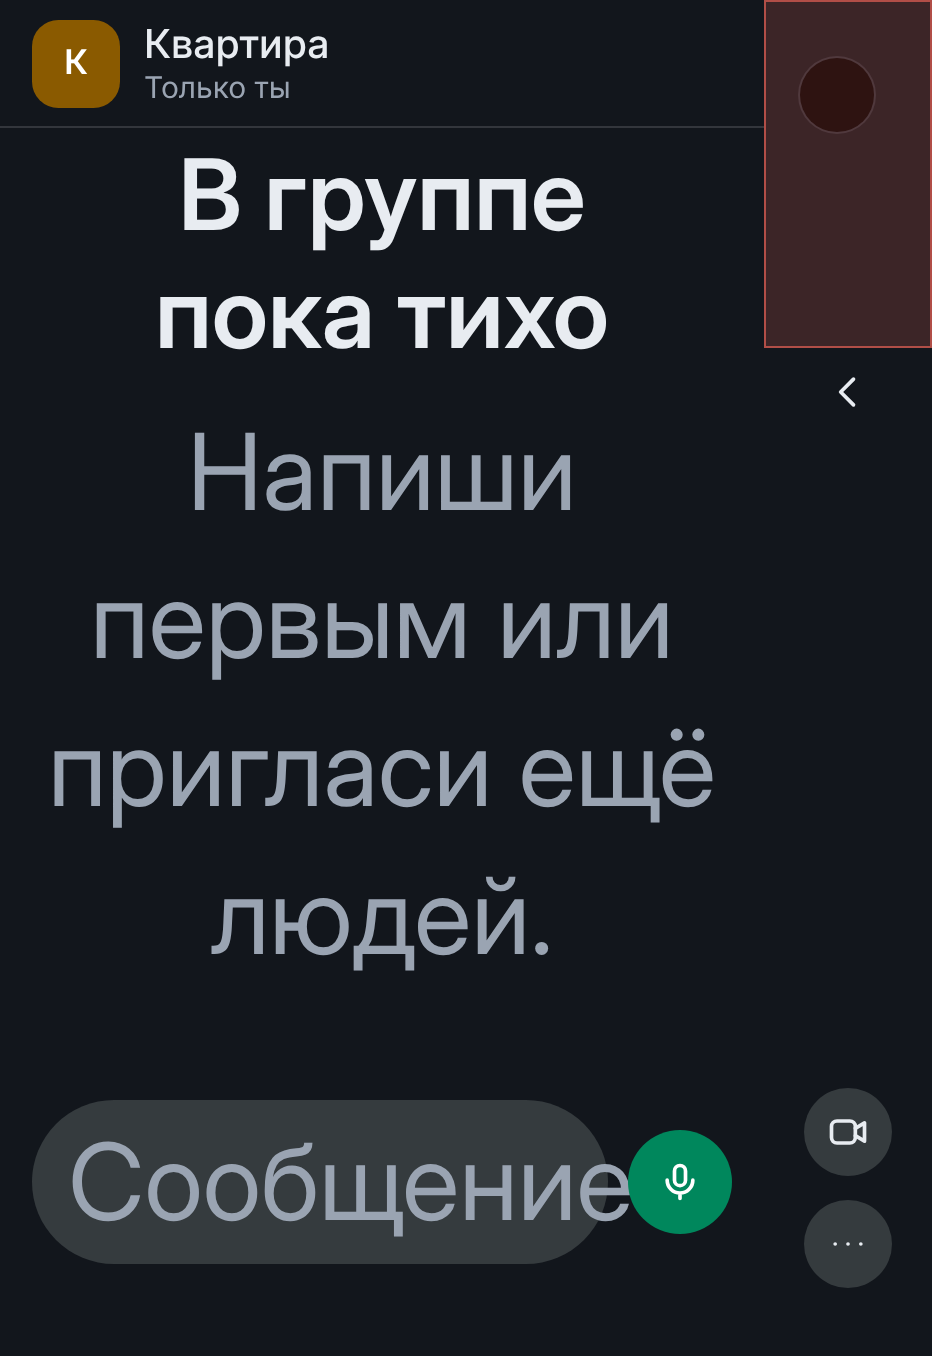 К
Квартира
Только ты
В группе
пока тихо
Напиши
первым или
пригласи ещё
людей.
Сообщение